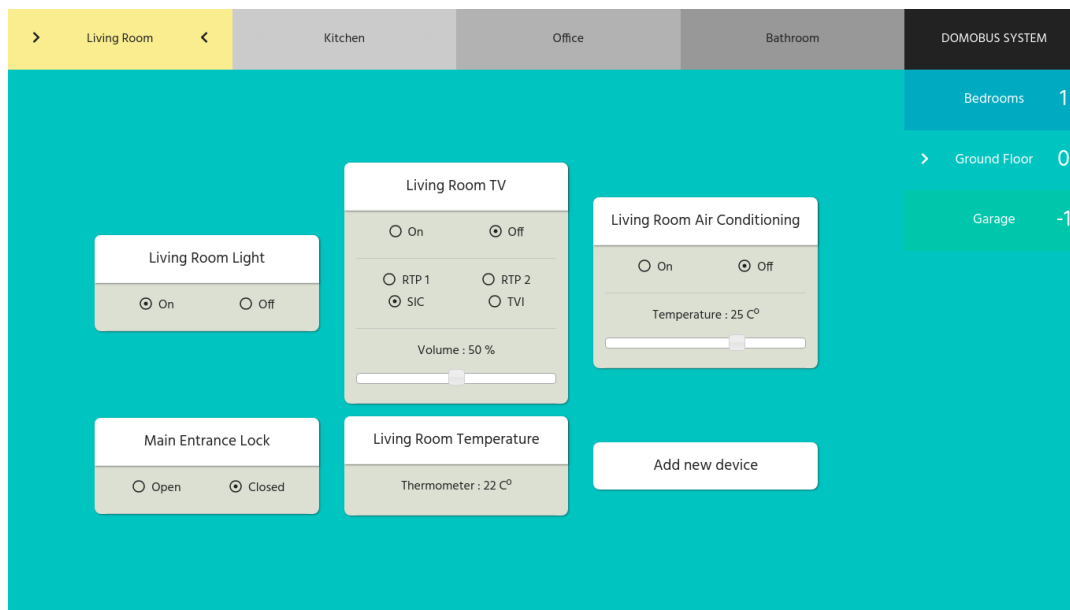 Living Room
Kitchen
Office
Bathroom
DOMOBUS SYSTEM
Bedrooms 1
Ground Floor 0
Garage -1
Living Room Light
On Off
Living Room TV
On Off
RTP 1 RTP 2
SIC TVI
Volume : 50 %
Living Room Air Conditioning
On Off
Temperature : 25 Cº
Main Entrance Lock
Open Closed
Living Room Temperature
Thermometer : 22 Cº
Add new device